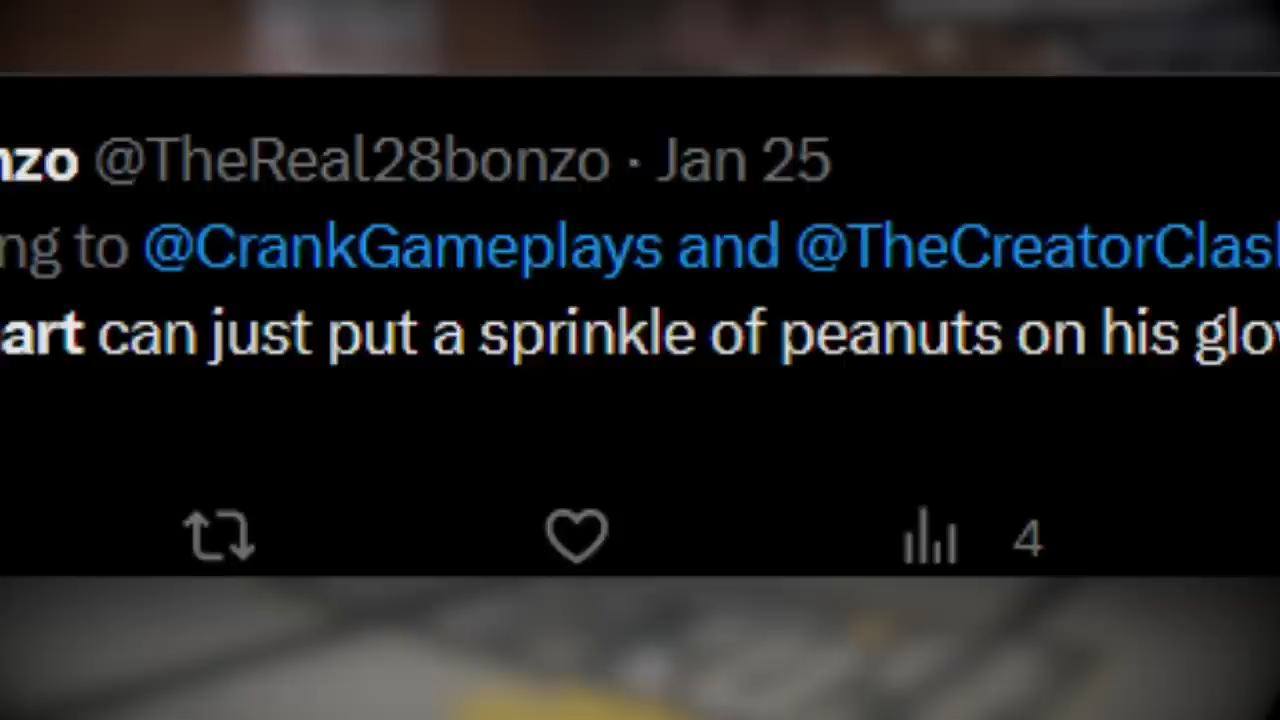 nzo @TheReal28bonzo · Jan 25
ng to @CrankGameplays and @TheCreatorClas
art can just put a sprinkle of peanuts on his glov
4